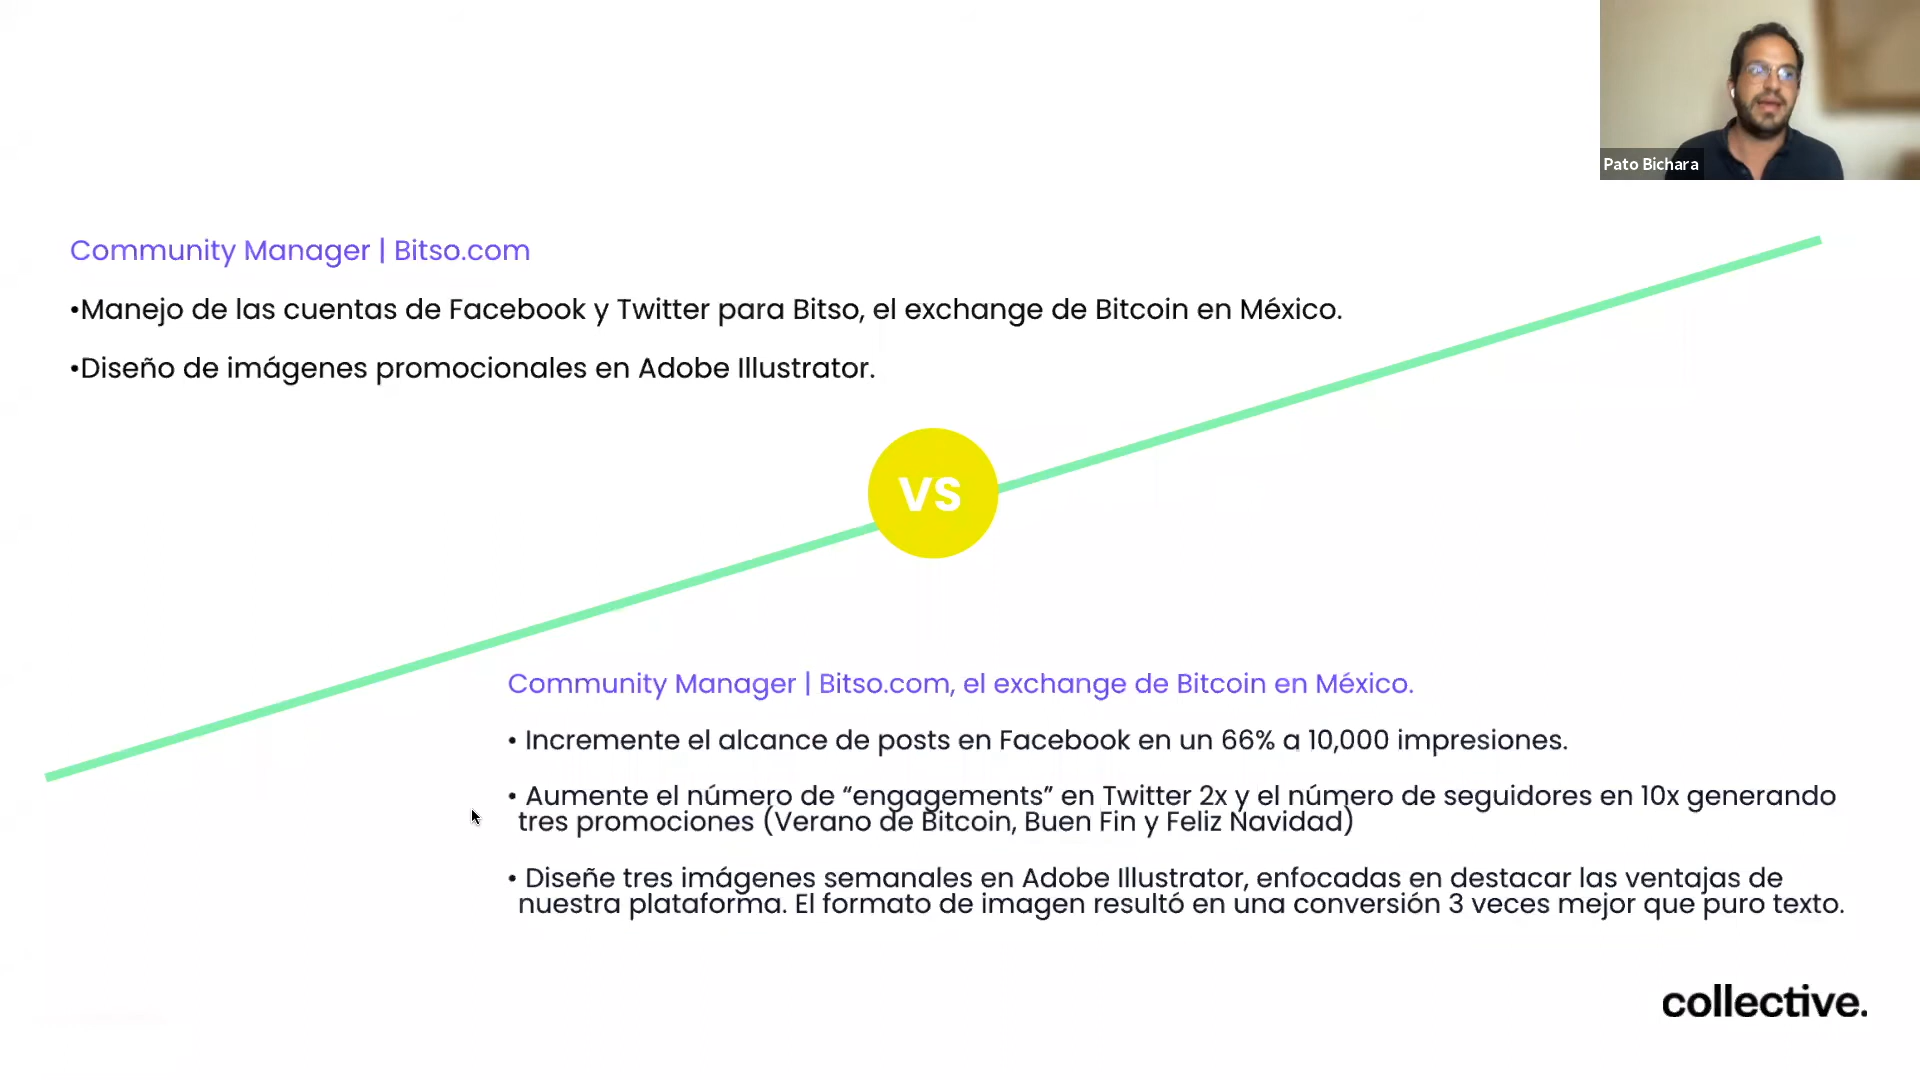 Pato Bichara
Community Manager | Bitso.com
•Manejo de las cuentas de Facebook y Twitter para Bitso, el exchange de Bitcoin en México.
•Diseño de imágenes promocionales en Adobe Illustrator.
VS
Community Manager | Bitso.com, el exchange de Bitcoin en México.
• Incremente el alcance de posts en Facebook en un 66% a 10,000 impresiones.
• Aumente el número de “engagements” en Twitter 2x y el número de seguidores en 10x generando
tres promociones (Verano de Bitcoin, Buen Fin y Feliz Navidad)
• Diseñe tres imágenes semanales en Adobe Illustrator, enfocadas en destacar las ventajas de
nuestra plataforma. El formato de imagen resultó en una conversión 3 veces mejor que puro texto.
collective.